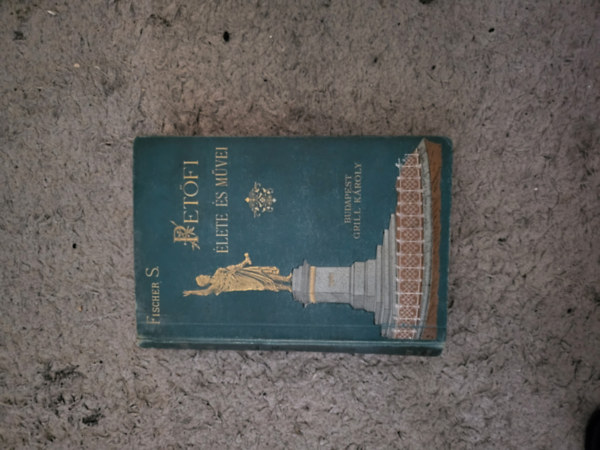 FISCHER S.
PETŐFI
ÉLETE ÉS MŰVEI
BUDAPEST
GRILL KÁROLY